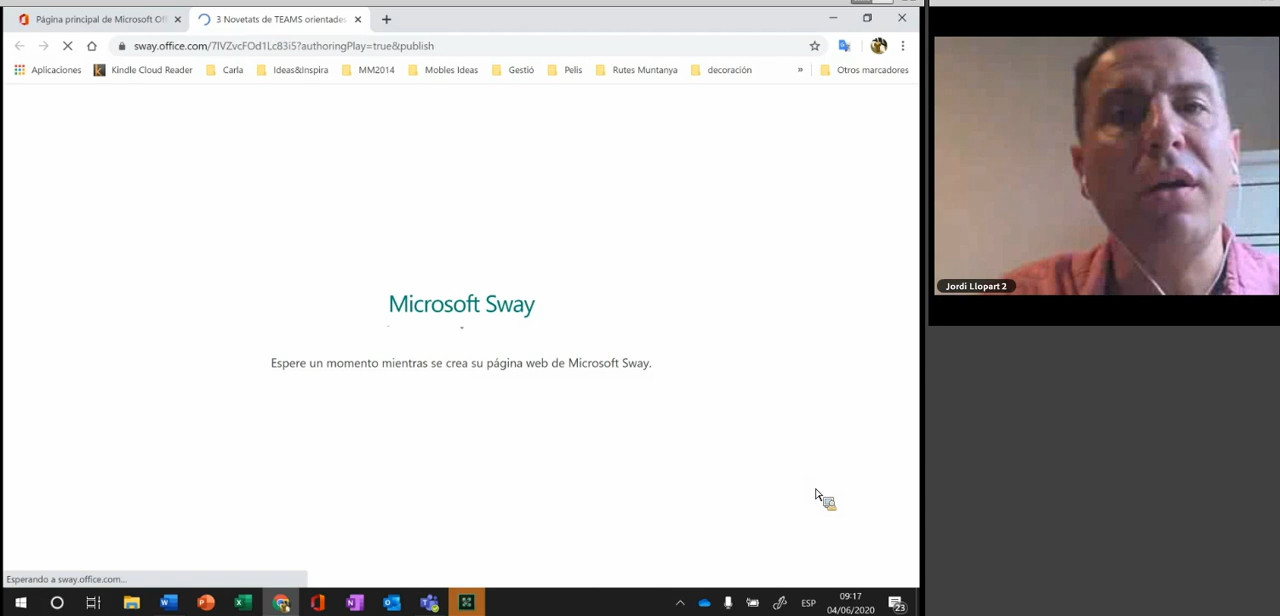 Página principal de Microsoft Off
3 Novetats de TEAMS orientades
sway.office.com/7IVZvcFOd1Lc83i5?authoringPlay=true&publish
Aplicaciones
Kindle Cloud Reader
Carla
Ideas&Inspira
MM2014
Mobles Ideas
Gestió
Pelis
Rutes Muntanya
decoración
»
Otros marcadores
Microsoft Sway
Espere un momento mientras se crea su página web de Microsoft Sway.
Jordi Llopart 2
Esperando a sway.office.com...
ESP
09:17
04/06/2020
23